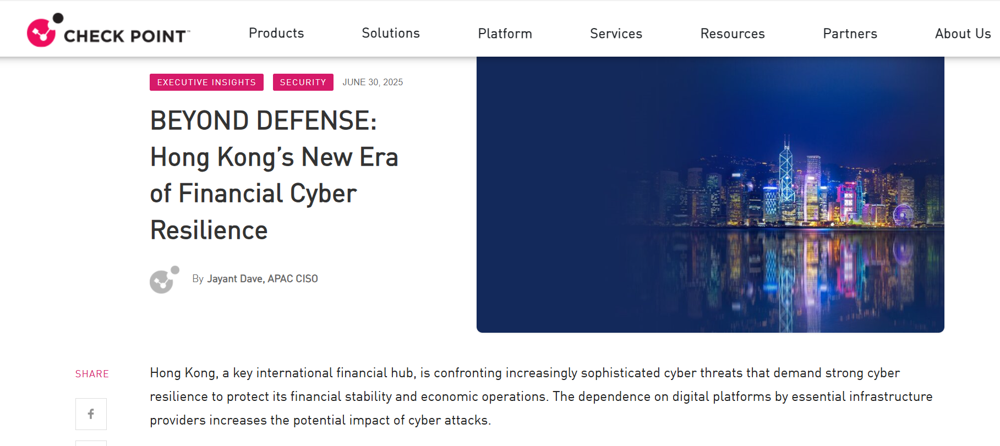 CHECK POINT™
Products
Solutions
Platform
Services
Resources
Partners
About Us
EXECUTIVE INSIGHTS
SECURITY
JUNE 30, 2025
BEYOND DEFENSE:
Hong Kong’s New Era
of Financial Cyber
Resilience
By Jayant Dave, APAC CISO
SHARE
Hong Kong, a key international financial hub, is confronting increasingly sophisticated cyber threats that demand strong cyber
resilience to protect its financial stability and economic operations. The dependence on digital platforms by essential infrastructure
providers increases the potential impact of cyber attacks.